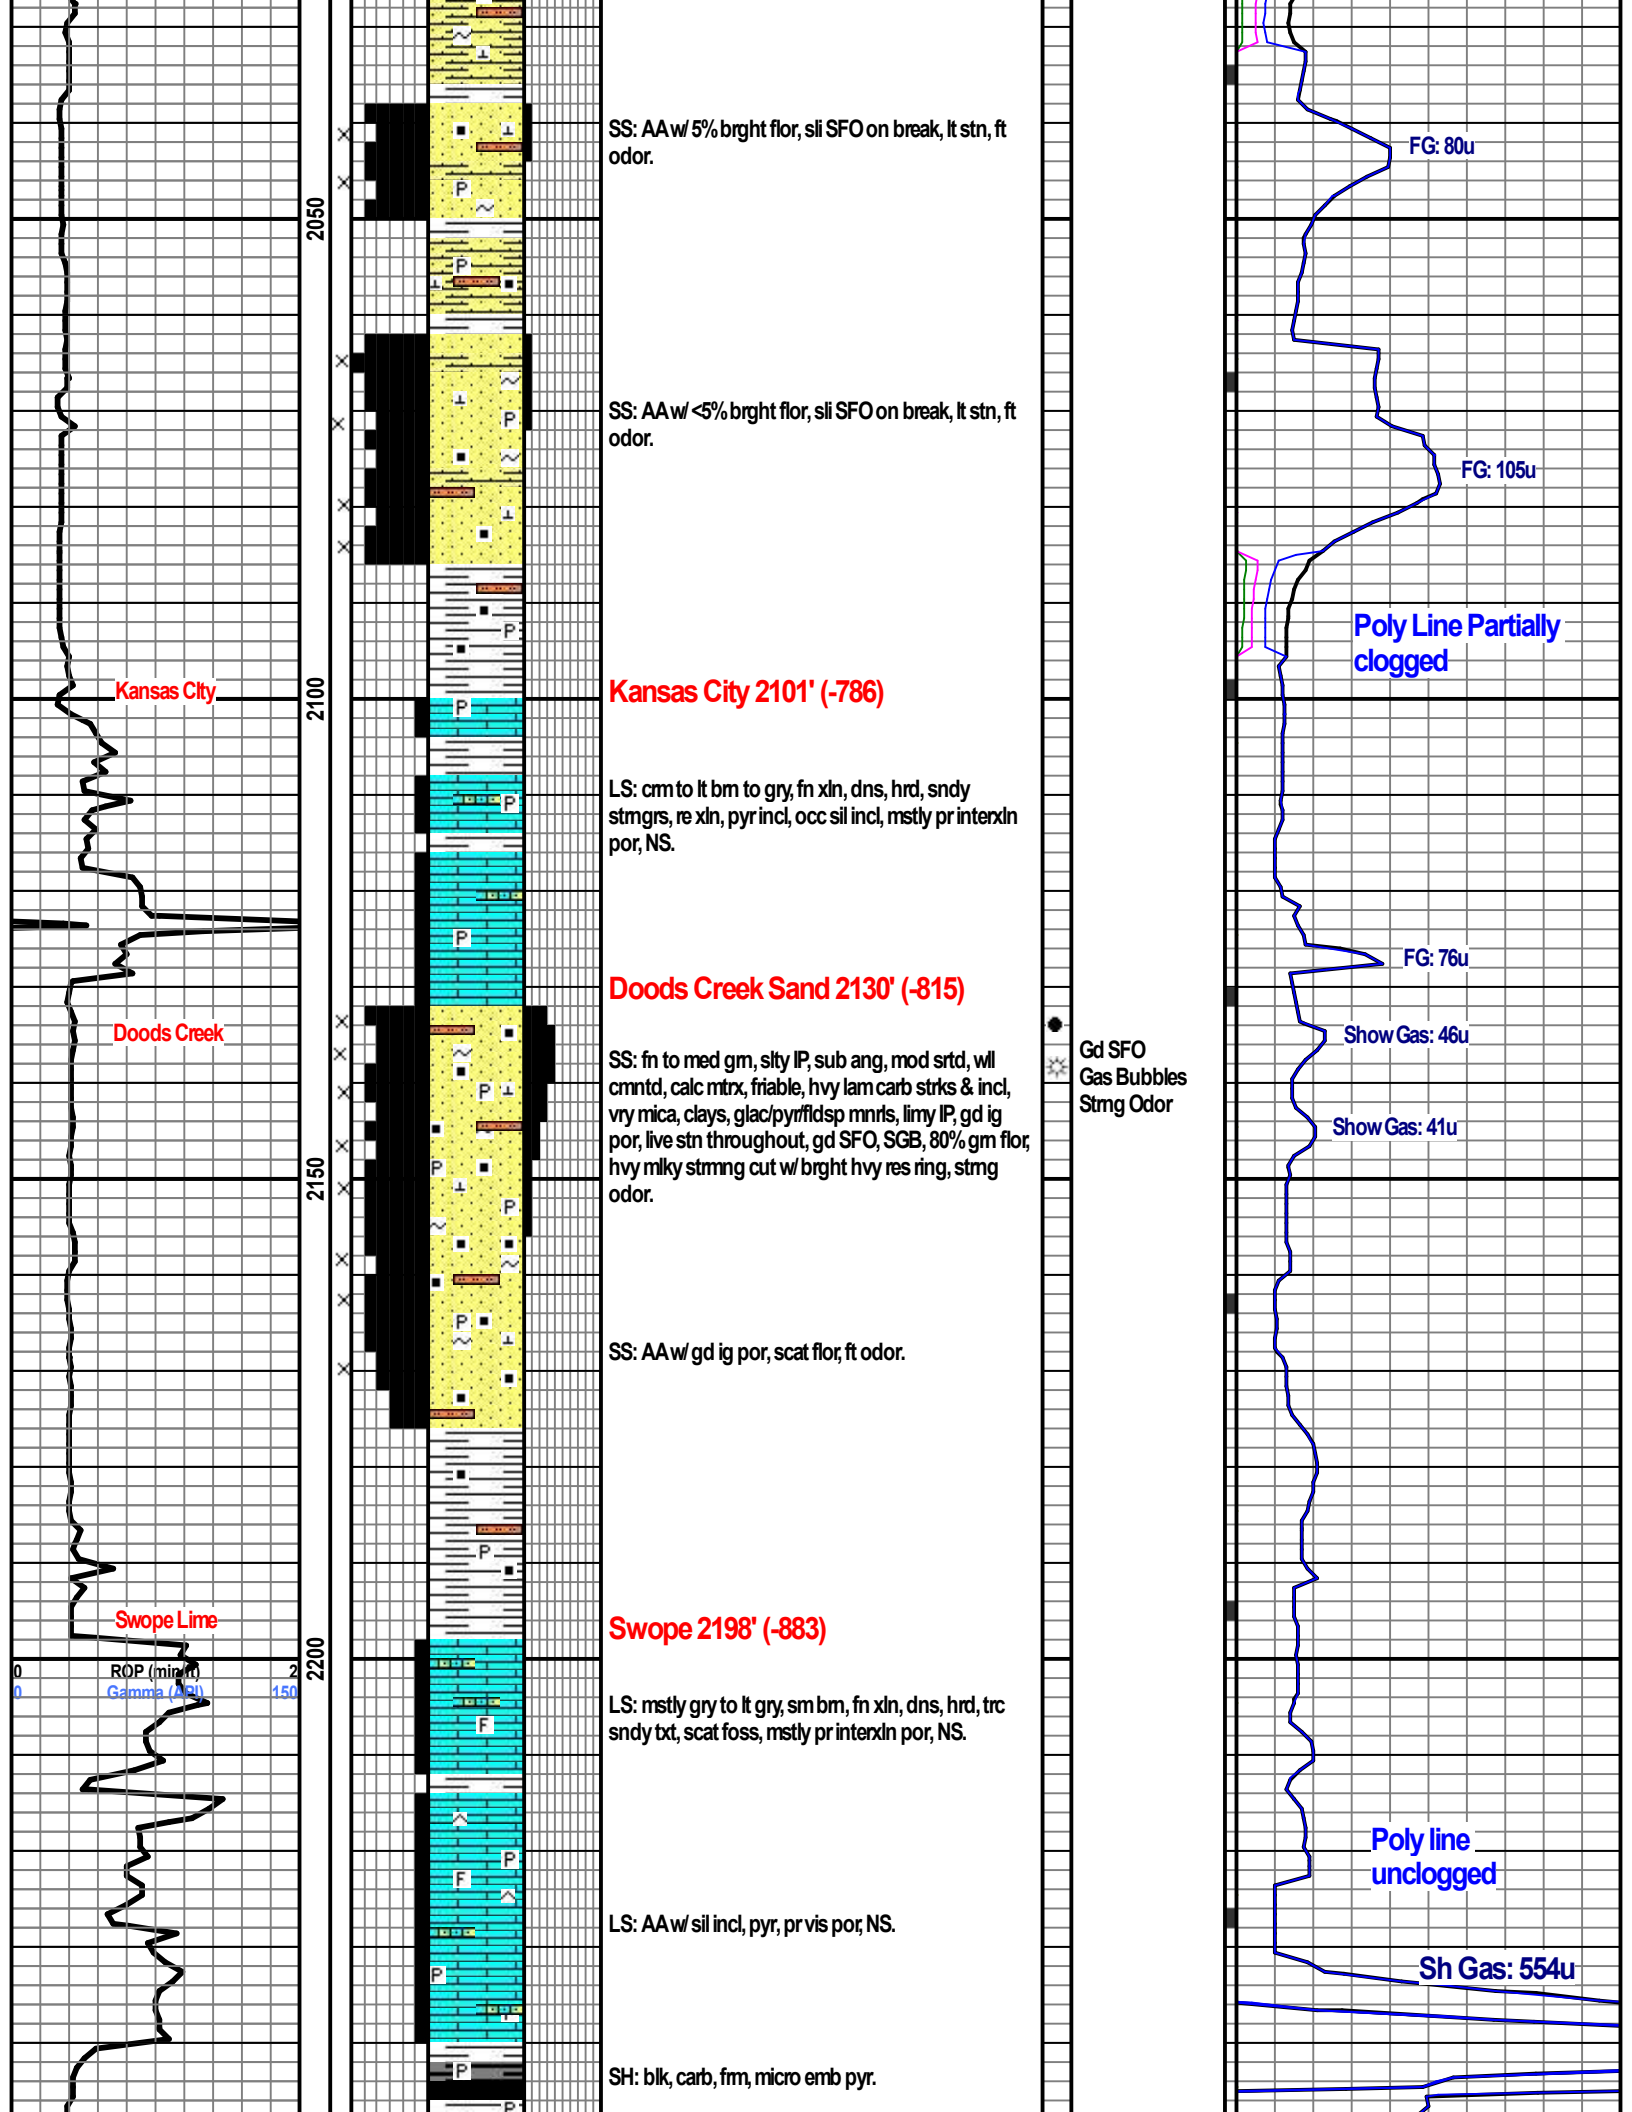 SS: AA w/ 5% brght flor, sli SFO on break, lt stn, ft
odor.
FG: 80u
2050
SS: AA w/ <5% brght flor, sli SFO on break, lt stn, ft
odor.
FG: 105u
Poly Line Partially
clogged
Kansas CIty
2100
Kansas City 2101' (-786)
LS: crm to lt brn to gry, fn xln, dns, hrd, sndy
strngrs, re xln, pyr incl, occ sil incl, mstly pr interxln
por, NS.
FG: 76u
Doods Creek Sand 2130' (-815)
Doods Creek
Show Gas: 46u
Gd SFO
Gas Bubbles
Strng Odor
SS: fn to med grn, slty IP, sub ang, mod srtd, wll
cmntd, calc mtrx, friable, hvy lam carb strks & incl,
vry mica, clays, glac/pyr/fldsp mnrls, limy IP, gd ig
por, live stn throughout, gd SFO, SGB, 80% grn flor,
hvy mlky strmng cut w/ brght hvy res ring, strng
odor.
Show Gas: 41u
2150
SS: AA w/ gd ig por, scat flor, ft odor.
Swope Lime
Swope 2198' (-883)
2200
0 ROP (min/ft) 2
0 Gamma (API) 150
LS: mstly gry to lt gry, sm brn, fn xln, dns, hrd, trc
sndy txt, scat foss, mstly pr interxln por, NS.
Poly line
unclogged
LS: AA w/ sil incl, pyr, pr vis por, NS.
Sh Gas: 554u
SH: blk, carb, frm, micro emb pyr.